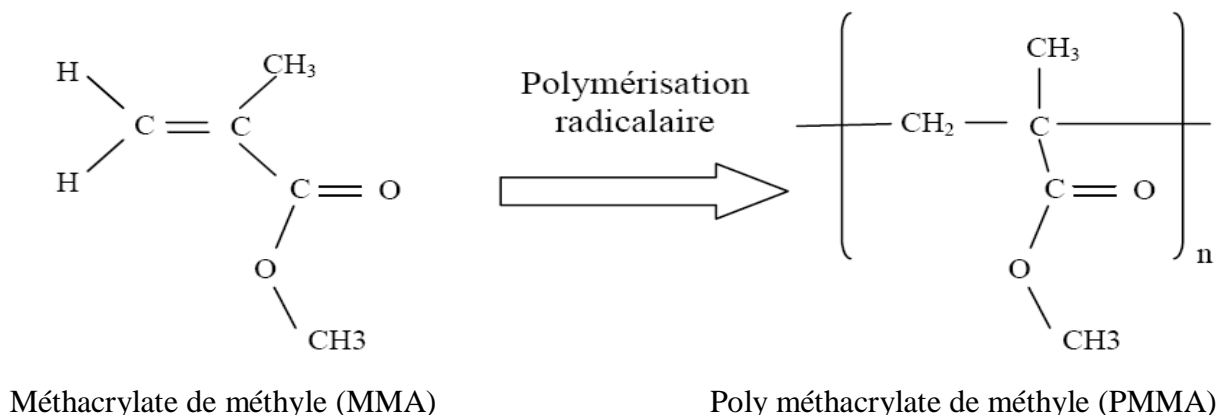 H
CH₃
C
C
H
C
O
O
CH3
Polymérisation
radicalaire
CH₃
CH₂
C
C
O
O
CH3
n
Méthacrylate de méthyle (MMA)
Poly méthacrylate de méthyle (PMMA)